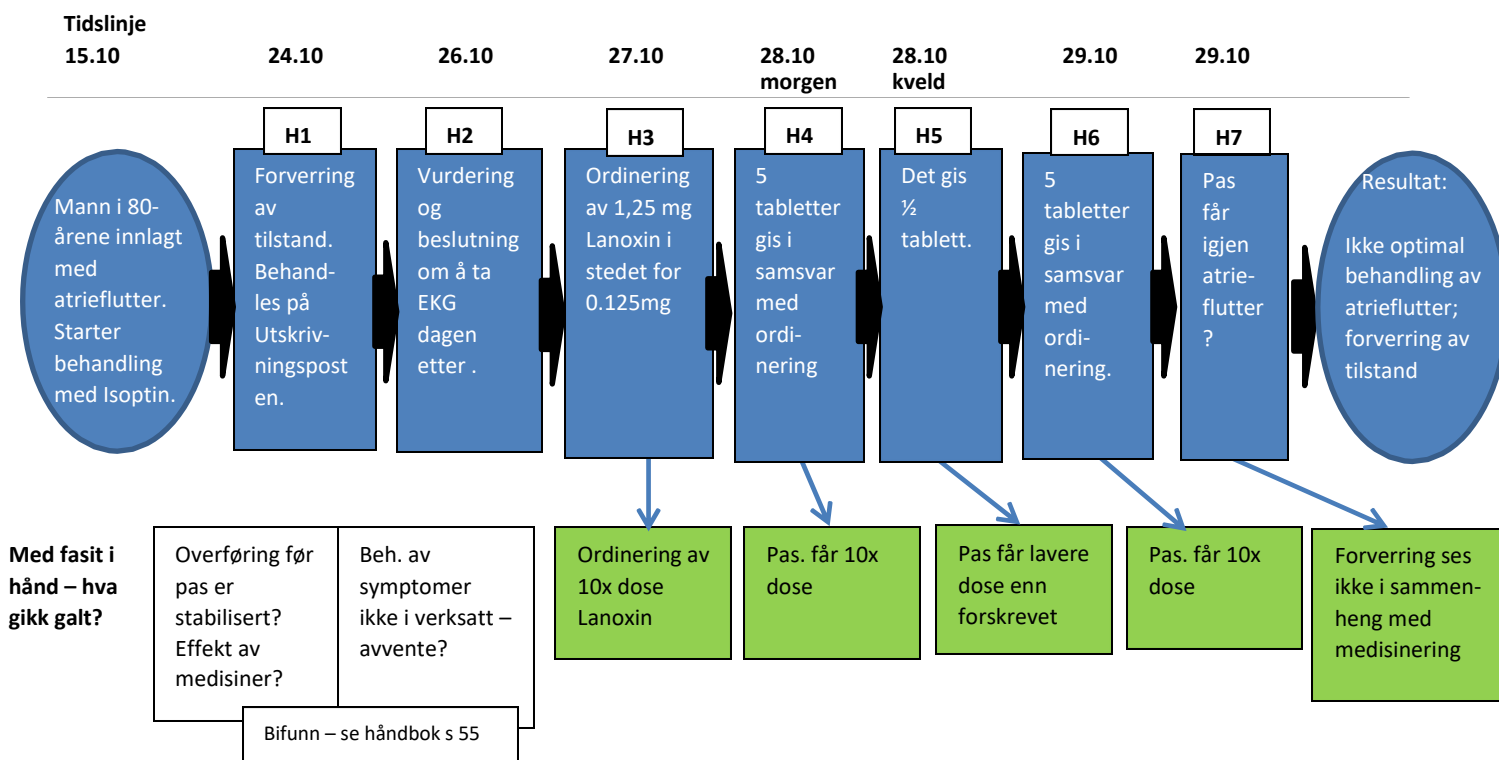 Tidslinje
15.10
24.10
26.10
27.10
28.10
morgen
28.10
kveld
29.10
29.10
Mann i 80-
årene innlagt
med
atrieflutter.
Starter
behandling
med Isoptin.
H1
Forverring
av
tilstand.
Behand-
les på
Utskriv-
ningspost
en.
H2
Vurdering
og
beslutning
om å ta
EKG
dagen
etter .
H3
Ordinering
av 1,25 mg
Lanoxin i
stedet for
0.125mg
H4
5
tabletter
gis i
samsvar
med
ordi-
nering
H5
Det gis
½
tablett.
H6
5
tabletter
gis i
samsvar
med
ordi-
nering.
H7
Pas
får
igjen
atrie-
flutter
?
Resultat:
Ikke optimal
behandling av
atrieflutter;
forverring av
tilstand
Med fasit i
hånd – hva
gikk galt?
Overføring før
pas er
stabilisert?
Effekt av
medisiner?
Beh. av
symptomer
ikke i verksatt –
avvente?
Bifunn – se håndbok s 55
Ordinering av
10x dose
Lanoxin
Pas. får 10x
dose
Pas får lavere
dose enn
forskrevet
Pas. får 10x
dose
Forverring ses
ikke i sammen-
heng med
medisinering